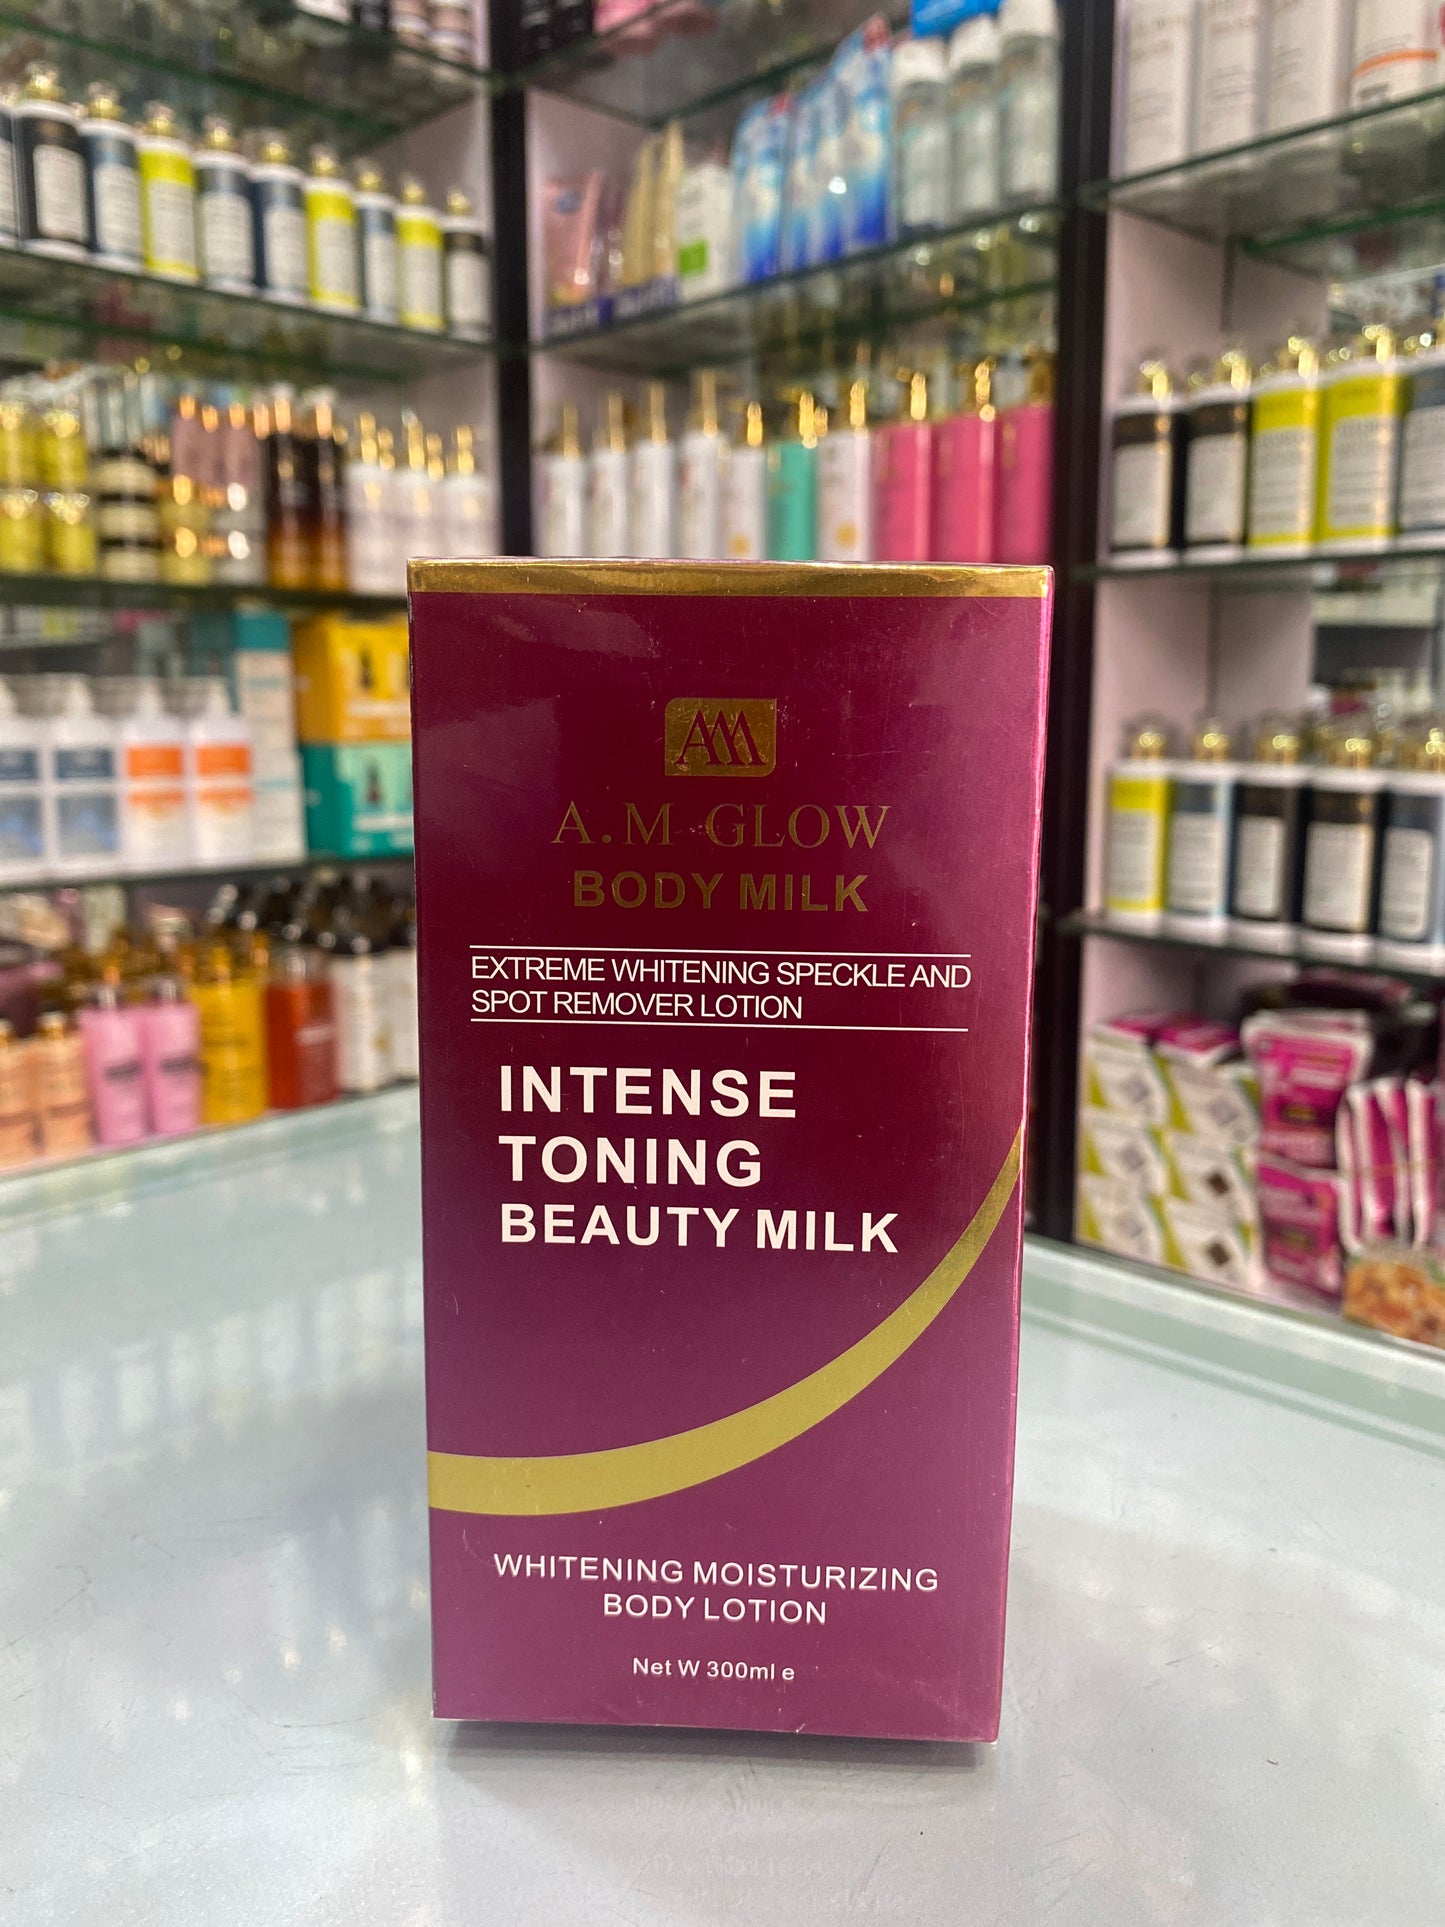 AM
A.M GLOW
BODY MILK
EXTREME WHITENING SPECKLE AND
SPOT REMOVER LOTION
INTENSE
TONING
BEAUTY MILK
WHITENING MOISTURIZING
BODY LOTION
Net W 300ml e